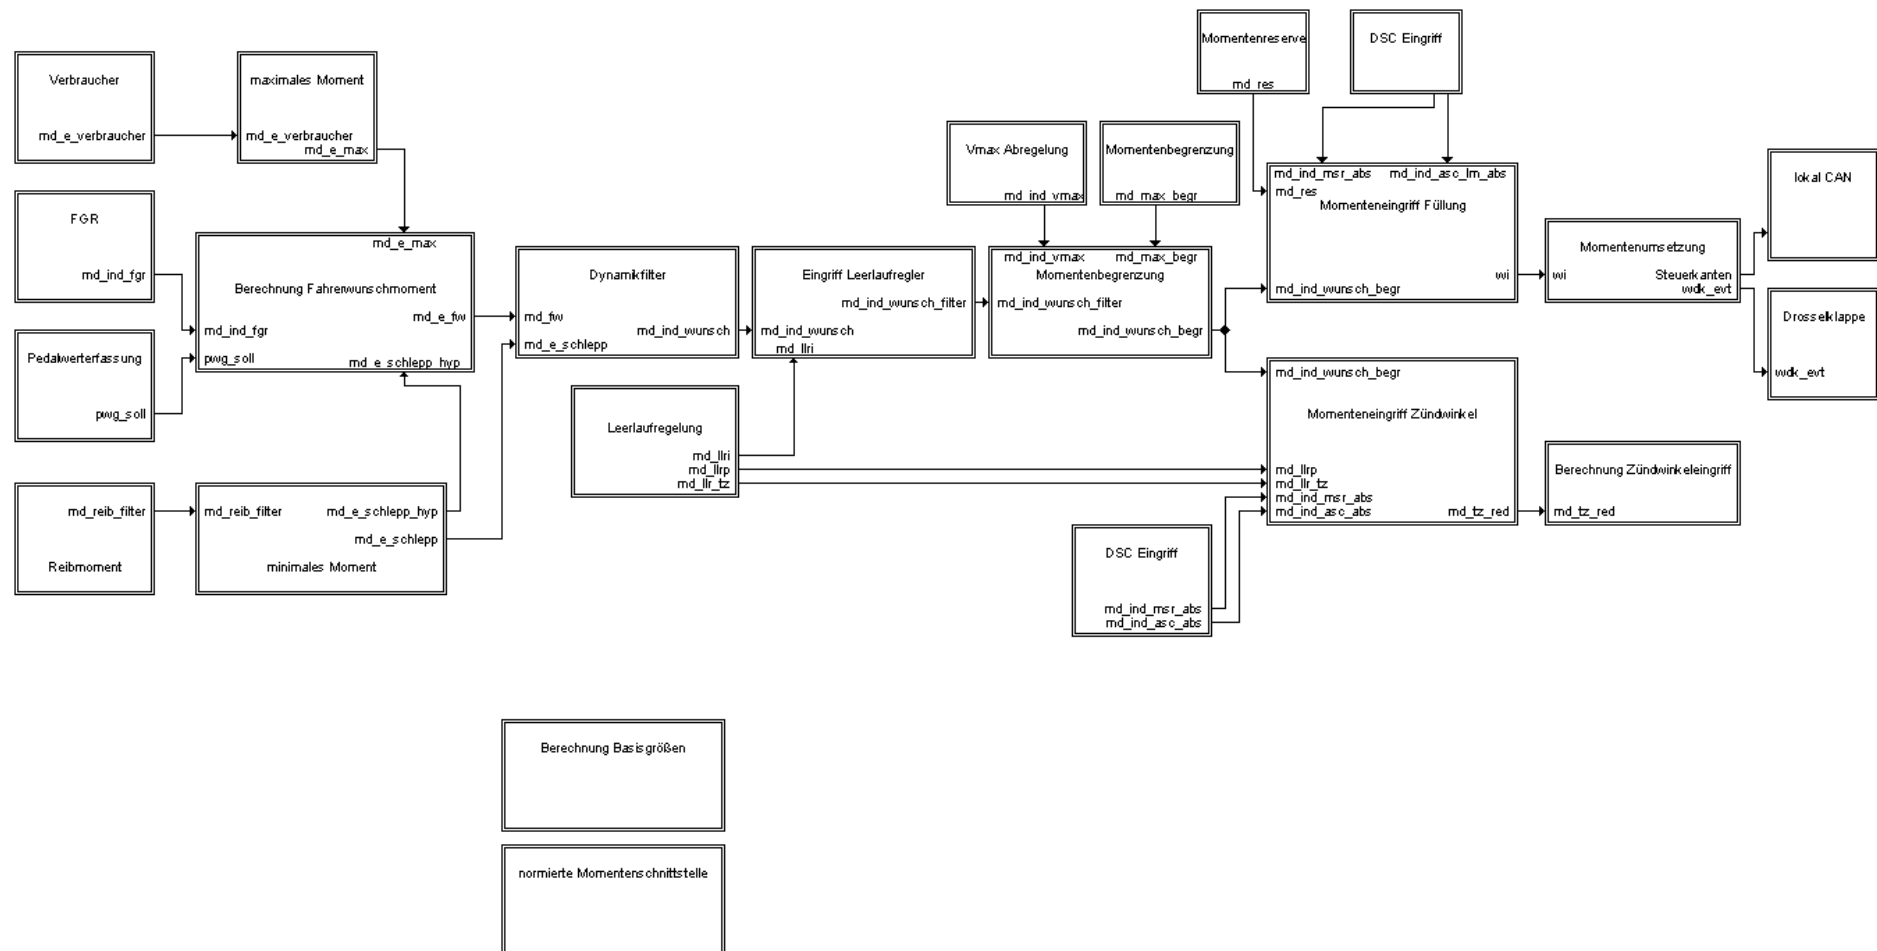 Momentenreserve
md_res
DSC Eingriff
Verbraucher
md_e_verbraucher
maximales Moment
md_e_verbraucher
md_e_max
Vmax Abregelung
md_ind_vmax
Momentenbegrenzung
md_max_begr
md_ind_msr_abs md_ind_asc_lm_abs
md_res
Momenteneingriff Füllung
wi
md_ind_wunsch_begr
lokal CAN
FGR
md_ind_fgr
md_e_max
Berechnung Fahrerwunschmoment
md_e_fw
md_ind_fgr
pwg_soll
md_e_schlepp_hyp
Dynamikfilter
md_fw
md_ind_wunsch
md_e_schlepp
Eingriff Leerlaufregler
md_ind_wunsch_filter
md_ind_wunsch
md_llri
md_ind_vmax md_max_begr
Momentenbegrenzung
md_ind_wunsch_filter
md_ind_wunsch_begr
Momentenumsetzung
wi Steuerkanten
wdk_evt
Drosselklappe
wdk_evt
Pedalwerterfassung
pwg_soll
Leerlaufregelung
md_llri
md_llrp
md_llr_tz
md_ind_wunsch_begr
Momenteneingriff Zündwinkel
md_llrp
md_llr_tz
md_ind_msr_abs
md_ind_asc_abs md_tz_red
Berechnung Zündwinkeleingriff
md_tz_red
md_reib_filter
Reibmoment
md_reib_filter md_e_schlepp_hyp
md_e_schlepp
minimales Moment
DSC Eingriff
md_ind_msr_abs
md_ind_asc_abs
Berechnung Basisgrößen
normierte Momentenschnittstelle